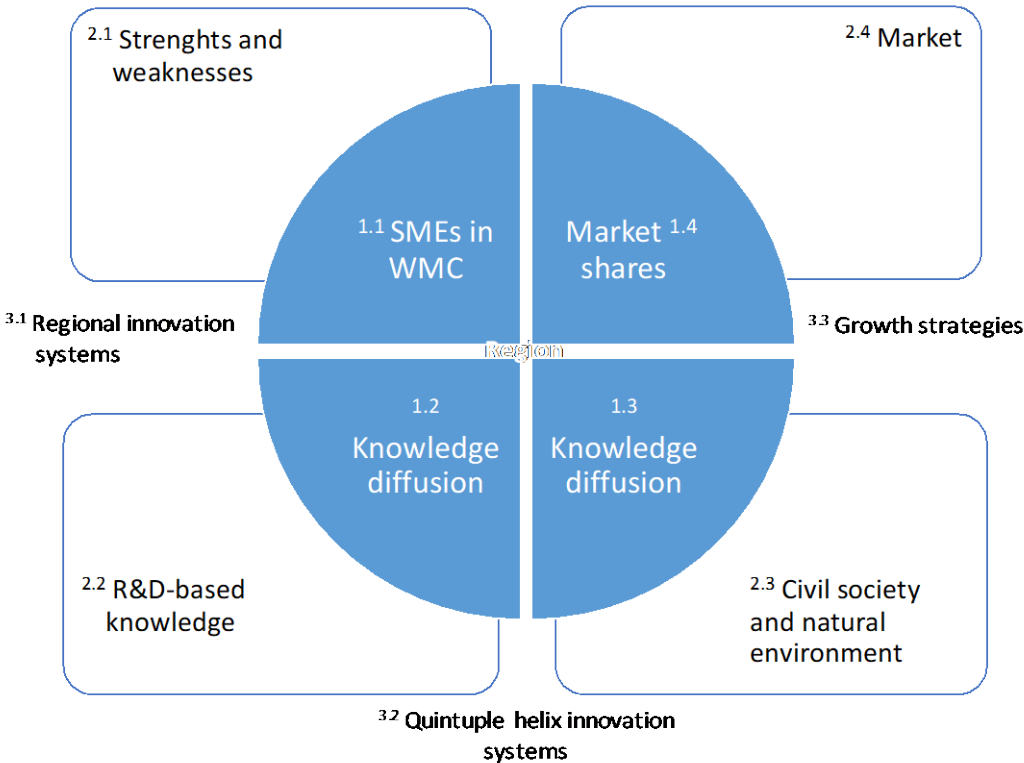 2.1 Strenghts and
weaknesses
2.4 Market
1.1 SMEs in
WMC
Market 1.4
shares
3.1 Regional innovation
systems
3.3 Growth strategies
Region
1.2
Knowledge
diffusion
1.3
Knowledge
diffusion
2.2 R&D-based
knowledge
2.3 Civil society
and natural
environment
3.2 Quintuple helix innovation
systems